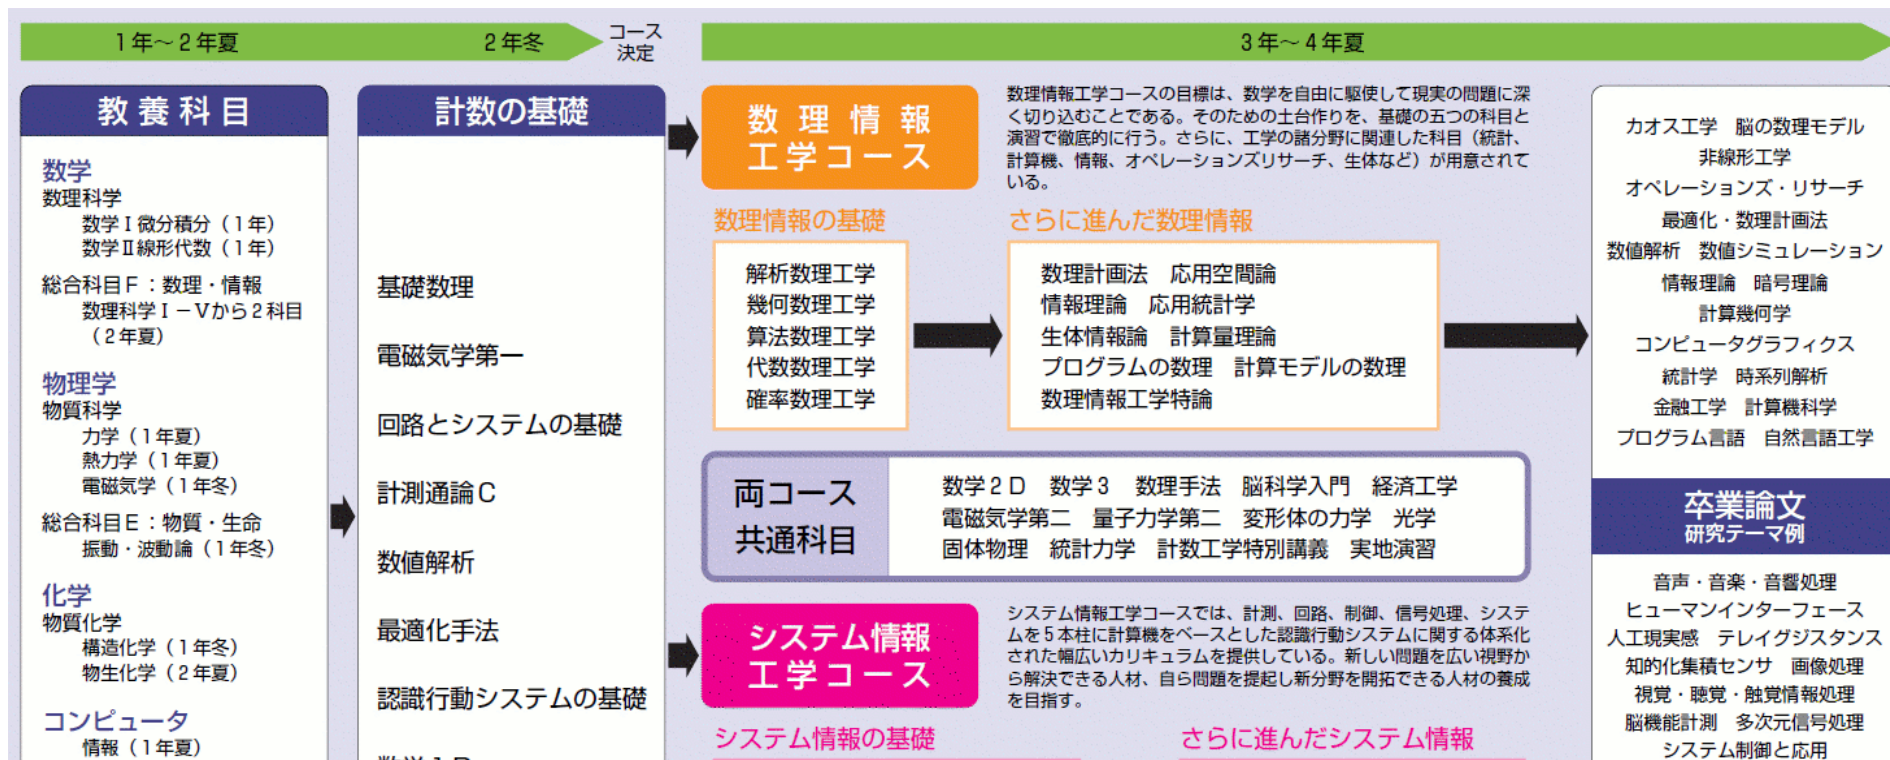 1年～2年夏
2年冬
コース
決定
3年～4年夏
教養科目
数学
数理科学
数学Ⅰ微分積分（1年）
数学Ⅱ線形代数（1年）
総合科目F：数理・情報
数理科学Ⅰ－Ⅴから2科目
（2年夏）
物理学
物質科学
力学（1年夏）
熱力学（1年夏）
電磁気学（1年冬）
総合科目E：物質・生命
振動・波動論（1年冬）
化学
物質化学
構造化学（1年冬）
物生化学（2年夏）
コンピュータ
情報（1年夏）
計数の基礎
基礎数理
電磁気学第一
回路とシステムの基礎
計測通論C
数値解析
最適化手法
認識行動システムの基礎
数理情報
工学コース
数理情報工学コースの目標は、数学を自由に駆使して現実の問題に深
く切り込むことである。そのための土台作りを、基礎の五つの科目と
演習で徹底的に行う。さらに、工学の諸分野に関連した科目（統計、
計算機、情報、オペレーションズリサーチ、生体など）が用意されて
いる。
数理情報の基礎
解析数理工学
幾何数理工学
算法数理工学
代数数理工学
確率数理工学
さらに進んだ数理情報
数理計画法　応用空間論
情報理論　応用統計学
生体情報論　計算量理論
プログラムの数理　計算モデルの数理
数理情報工学特論
両コース
共通科目
数学2D　数学3　数理手法　脳科学入門　経済工学
電磁気学第二　量子力学第二　変形体の力学　光学
固体物理　統計力学　計数工学特別講義　実地演習
システム情報
工学コース
システム情報工学コースでは、計測、回路、制御、信号処理、システ
ムを5本柱に計算機をベースとした認識行動システムに関する体系化
された幅広いカリキュラムを提供している。新しい問題を広い視野か
ら解決できる人材、自ら問題を提起し新分野を開拓できる人材の養成
を目指す。
システム情報の基礎
さらに進んだシステム情報
カオス工学　脳の数理モデル
非線形工学
オペレーションズ・リサーチ
最適化・数理計画法
数値解析　数値シミュレーション
情報理論　暗号理論
計算幾何学
コンピュータグラフィクス
統計学　時系列解析
金融工学　計算機科学
プログラム言語　自然言語工学
卒業論文
研究テーマ例
音声・音楽・音響処理
ヒューマンインターフェース
人工現実感　テレイグジスタンス
知的化集積センサ　画像処理
視覚・聴覚・触覚情報処理
脳機能計測　多次元信号処理
システム制御と応用